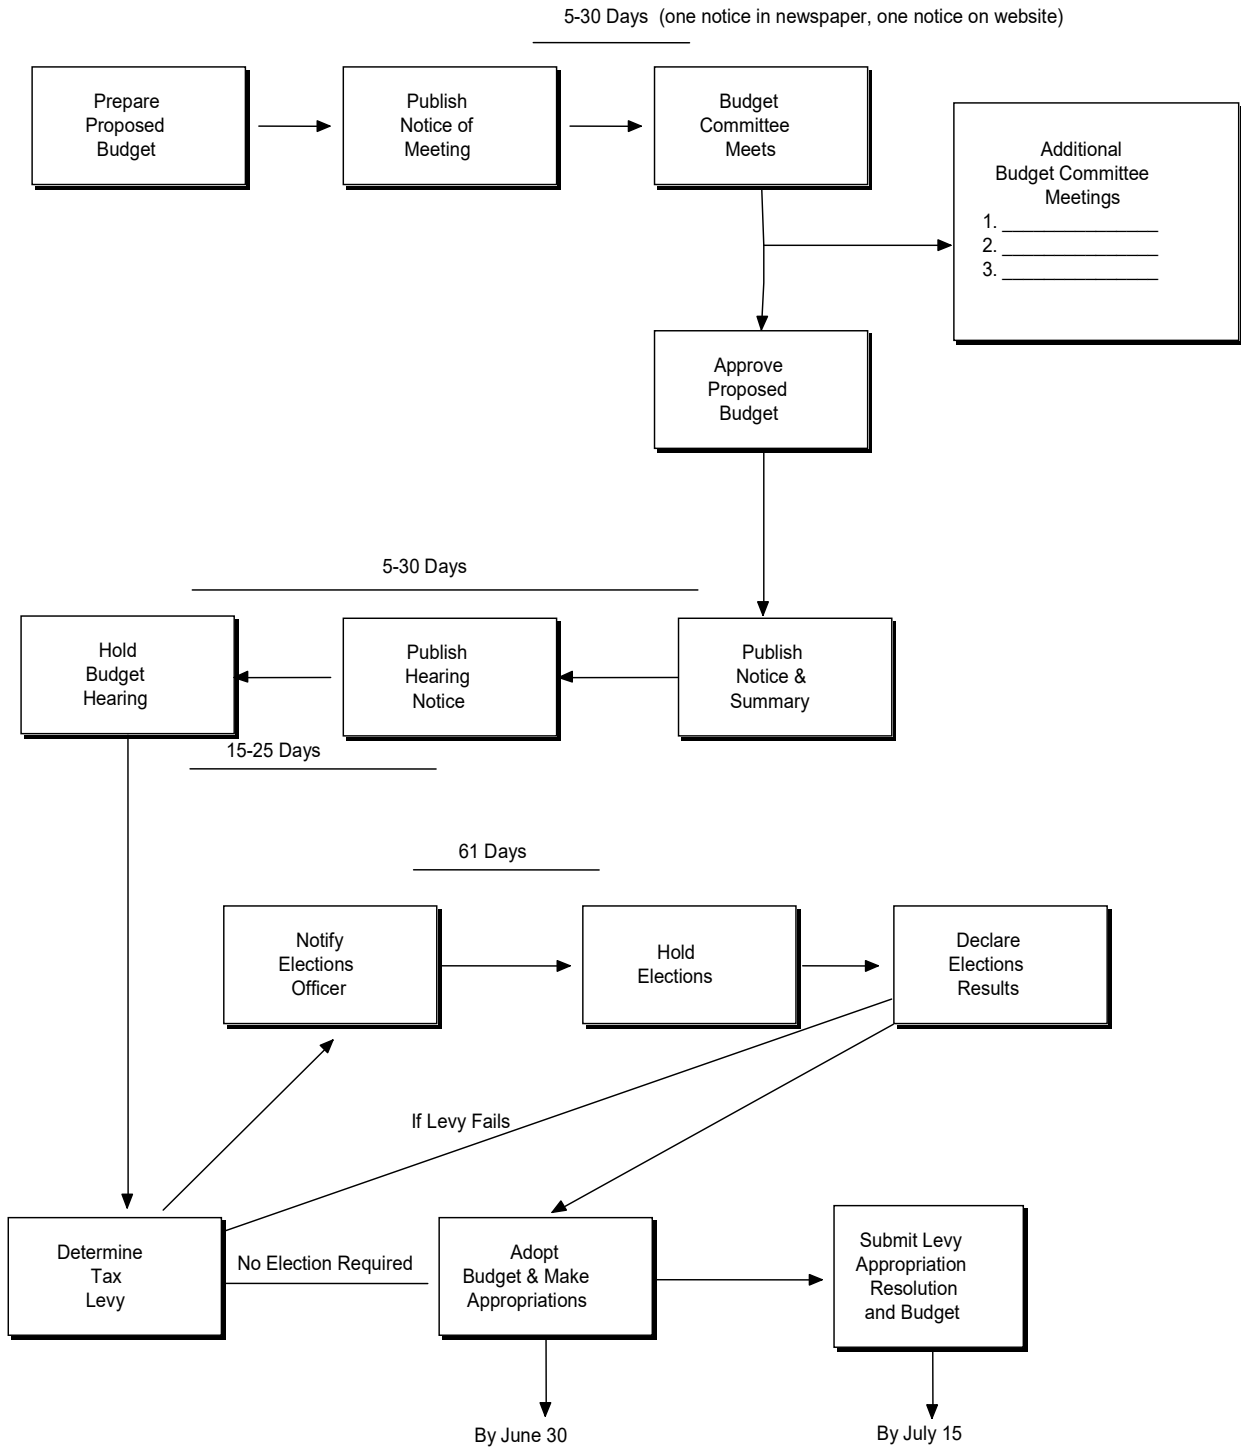 5-30 Days  (one notice in newspaper, one notice on website)
Prepare
Proposed
Budget
Publish
Notice of
Meeting
Budget
Committee
Meets
Additional
Budget Committee
Meetings
1. ________________
2. ________________
3. ________________
Approve
Proposed
Budget
5-30 Days
Hold
Budget
Hearing
Publish
Hearing
Notice
Publish
Notice &
Summary
15-25 Days
61 Days
Notify
Elections
Officer
Hold
Elections
Declare
Elections
Results
If Levy Fails
Determine
Tax
Levy
No Election Required
Adopt
Budget & Make
Appropriations
Submit Levy
Appropriation
Resolution
and Budget
By June 30
By July 15